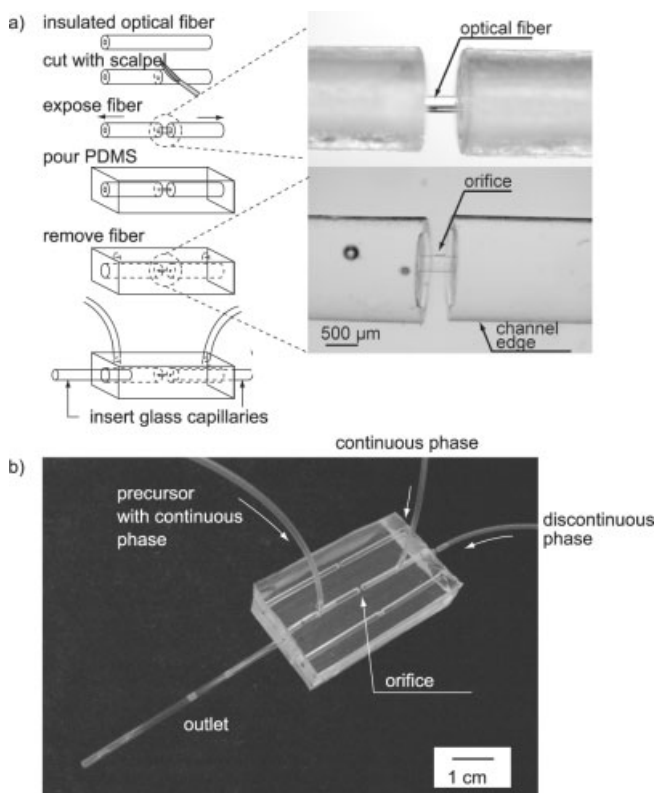 a)
insulated optical fiber
cut with scalpel
expose fiber
pour PDMS
remove fiber
insert glass capillaries
optical fiber
orifice
500 µm
channel
edge
b)
continuous phase
precursor
with continuous
phase
discontinuous
phase
orifice
outlet
1 cm